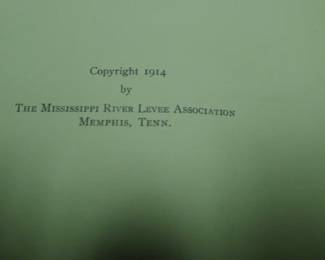 Copyright 1914
by
The Mississippi River Levee Association
Memphis, Tenn.